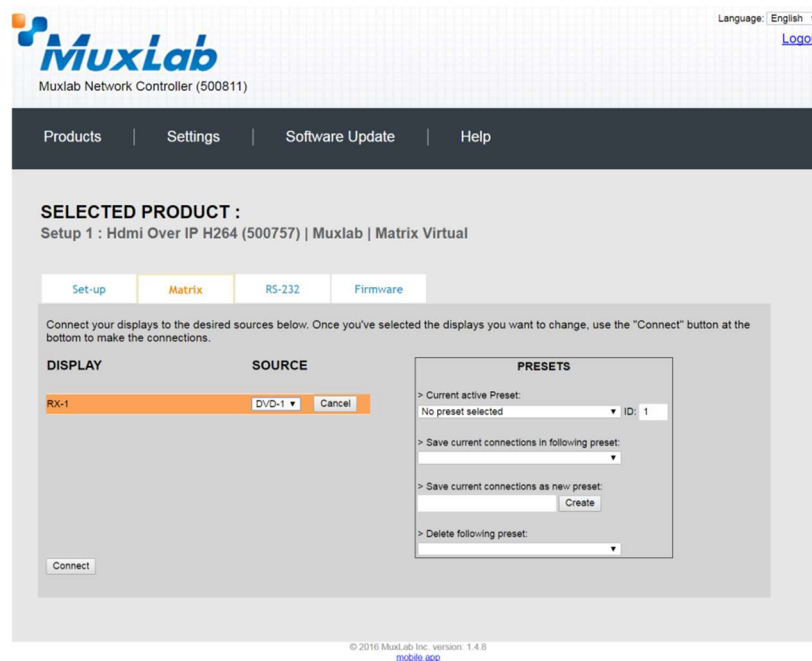 Language: English
Logo
MuxLab
Muxlab Network Controller (500811)
Products | Settings | Software Update | Help
SELECTED PRODUCT :
Setup 1 : Hdmi Over IP H264 (500757) | Muxlab | Matrix Virtual
Set-up Matrix RS-232 Firmware
Connect your displays to the desired sources below. Once you've selected the displays you want to change, use the "Connect" button at the
bottom to make the connections.
DISPLAY SOURCE
RX-1 DVD-1 Cancel
PRESETS
> Current active Preset:
No preset selected ID: 1
> Save current connections in following preset:
> Save current connections as new preset:
Create
> Delete following preset:
Connect
© 2016 MuxLab Inc. version: 1.4.8
mobile app